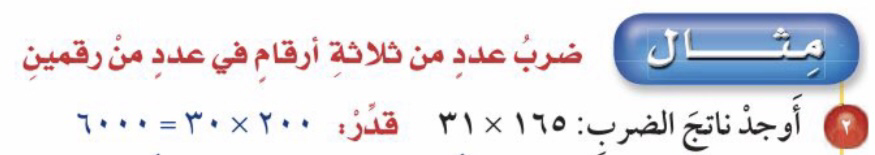 مِثـــــال ضربُ عددٍ من ثلاثةِ أرقامٍ في عددٍ منْ رقمينِ
٢ أَوجدْ ناتجَ الضربِ: ١٦٥ × ٣١ قدِّرْ: ٢٠٠ × ٣٠ = ٦٠٠٠